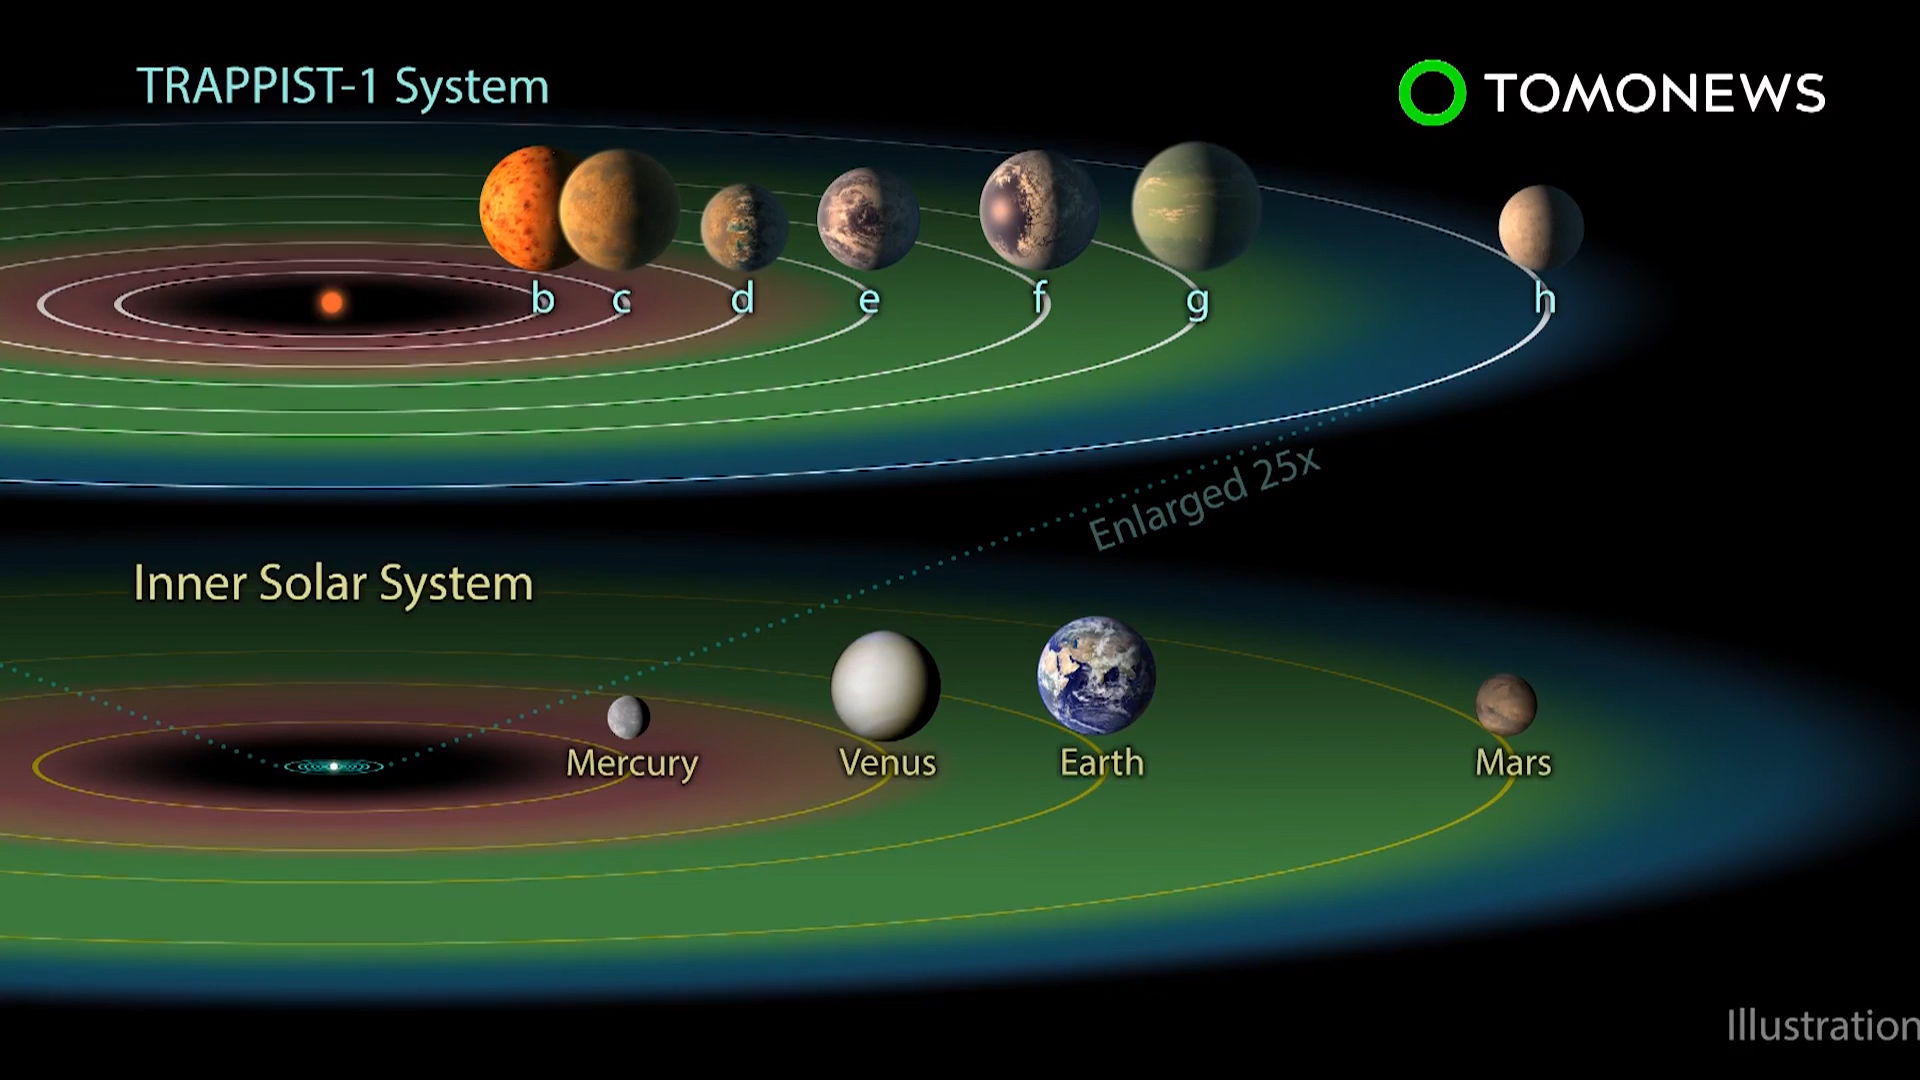 TRAPPIST-1 System
TOMONEWS
b c d e f g h
Enlarged 25x
Inner Solar System
Mercury Venus Earth Mars
Illustration